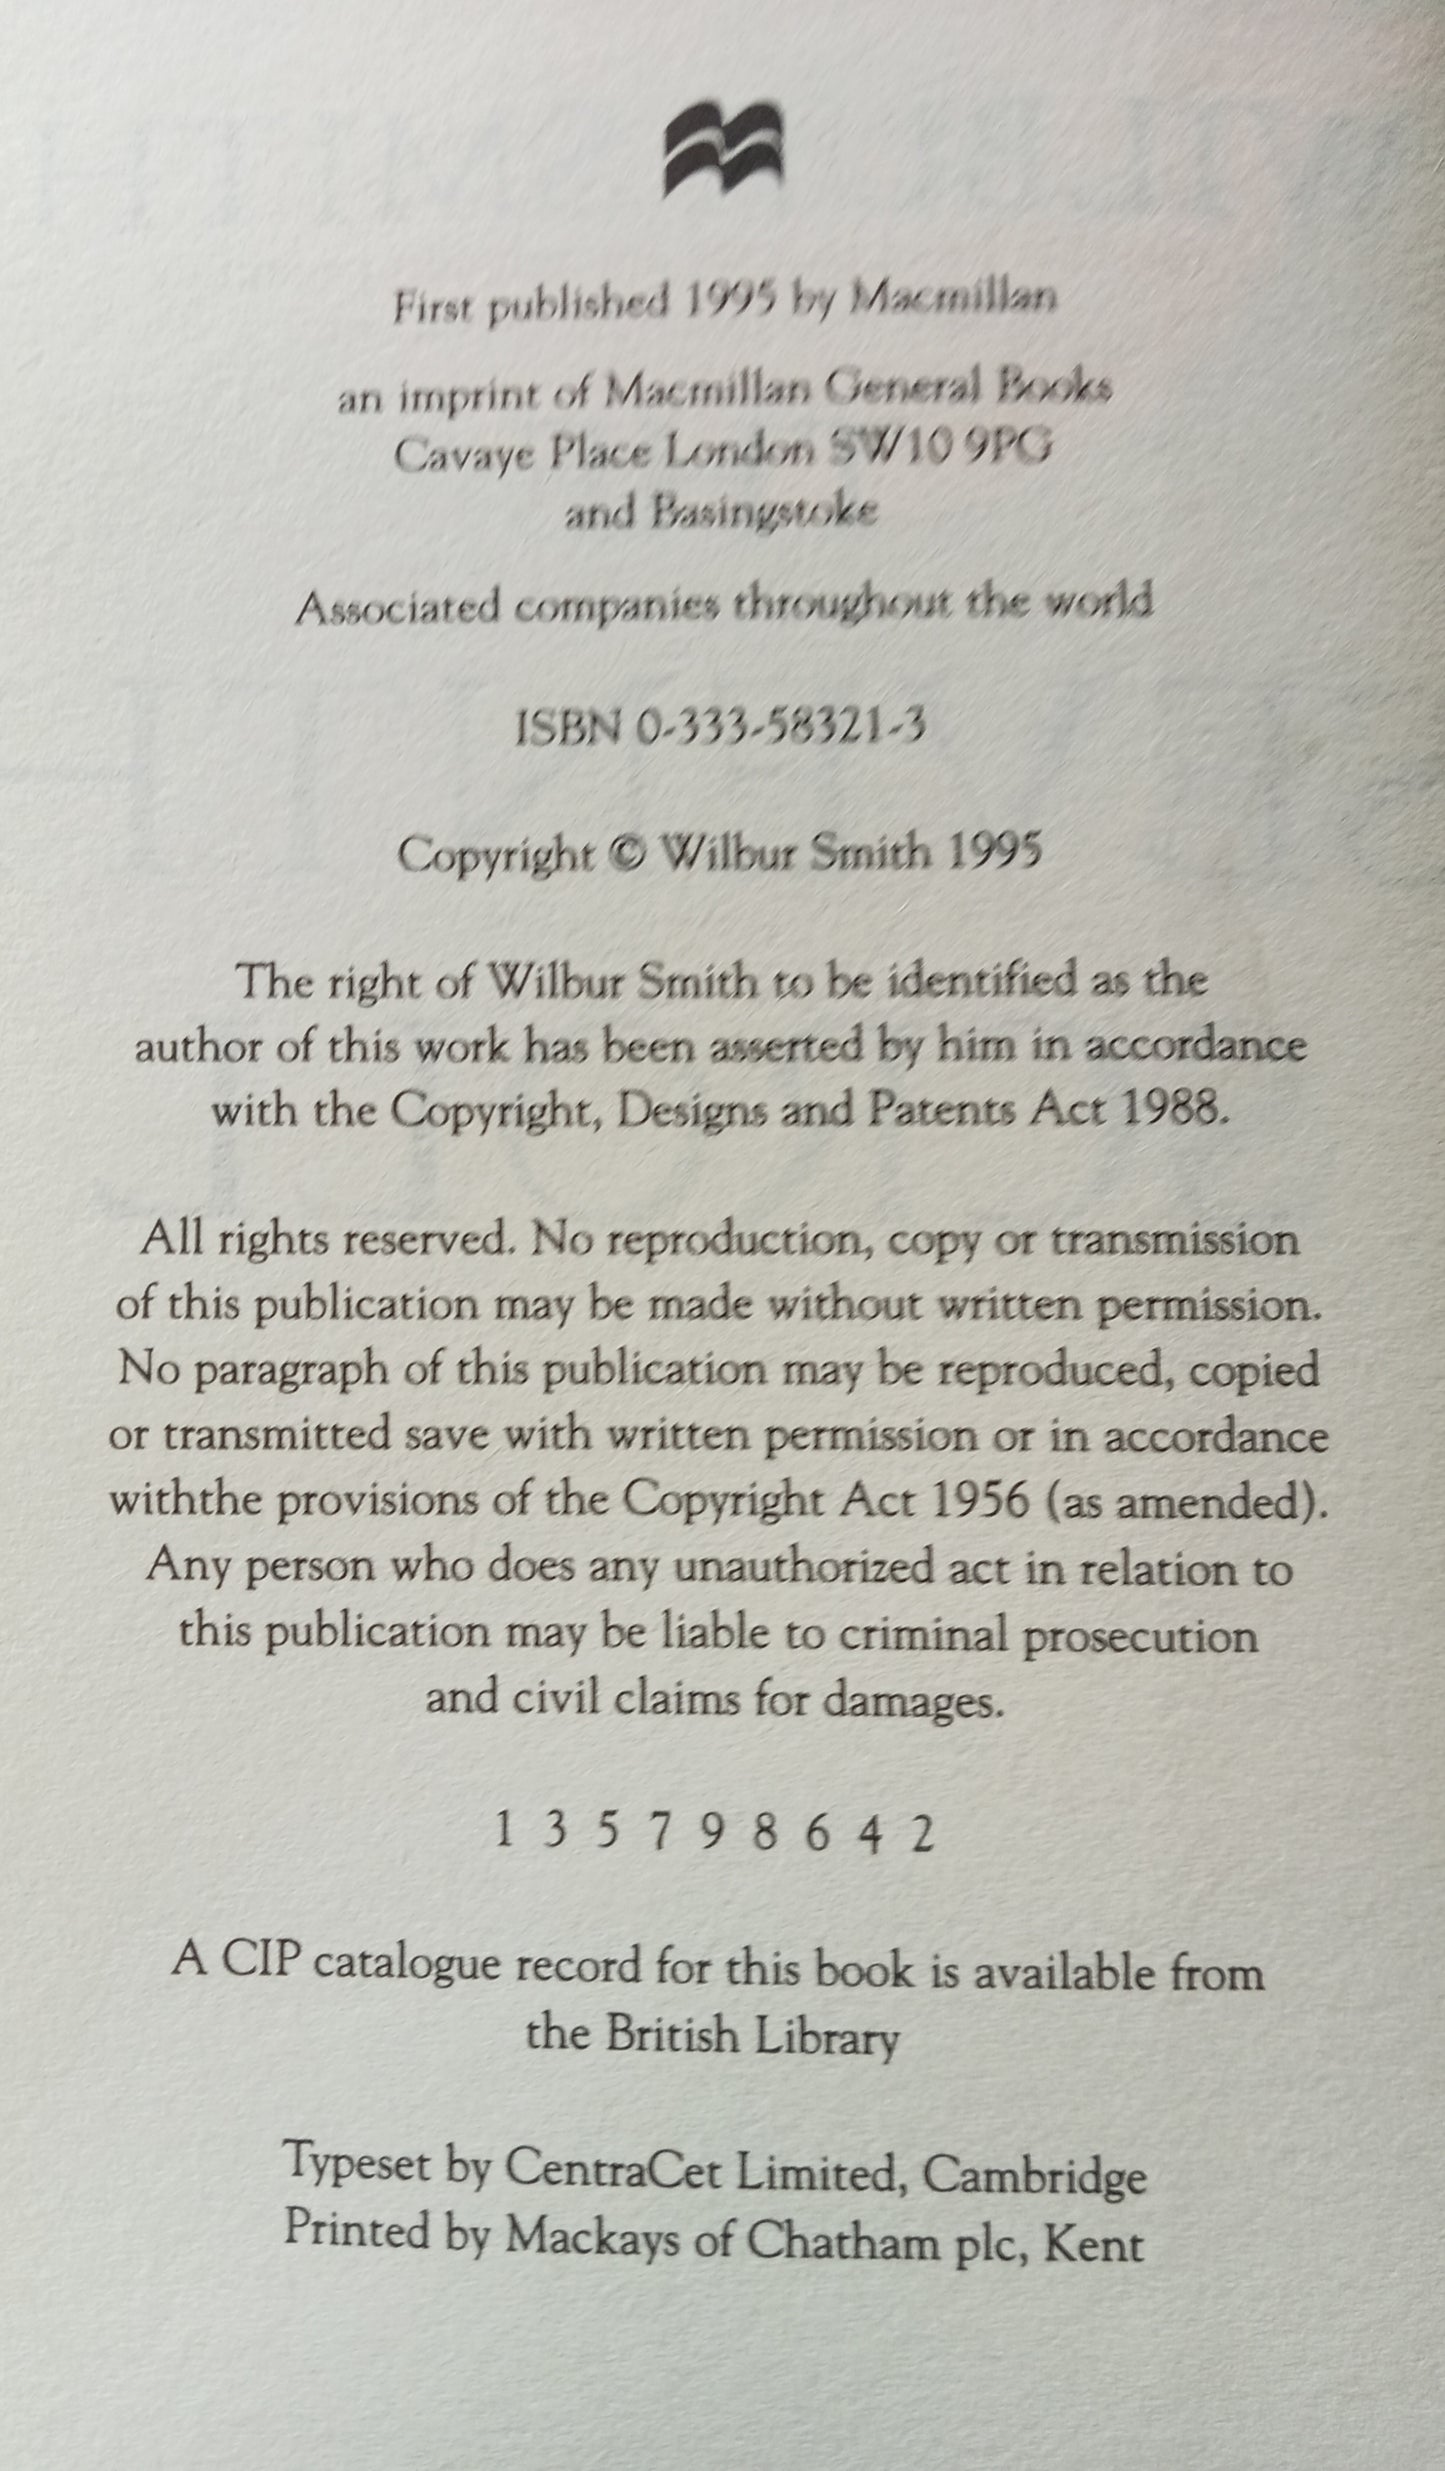 First published 1995 by Macmillan
an imprint of Macmillan General Books
Cavaye Place London SW10 9PG
and Basingstoke
Associated companies throughout the world
ISBN 0-333-58321-3
Copyright © Wilbur Smith 1995
The right of Wilbur Smith to be identified as the
author of this work has been asserted by him in accordance
with the Copyright, Designs and Patents Act 1988.
All rights reserved. No reproduction, copy or transmission
of this publication may be made without written permission.
No paragraph of this publication may be reproduced, copied
or transmitted save with written permission or in accordance
withthe provisions of the Copyright Act 1956 (as amended).
Any person who does any unauthorized act in relation to
this publication may be liable to criminal prosecution
and civil claims for damages.
1 3 5 7 9 8 6 4 2
A CIP catalogue record for this book is available from
the British Library
Typeset by CentraCet Limited, Cambridge
Printed by Mackays of Chatham plc, Kent